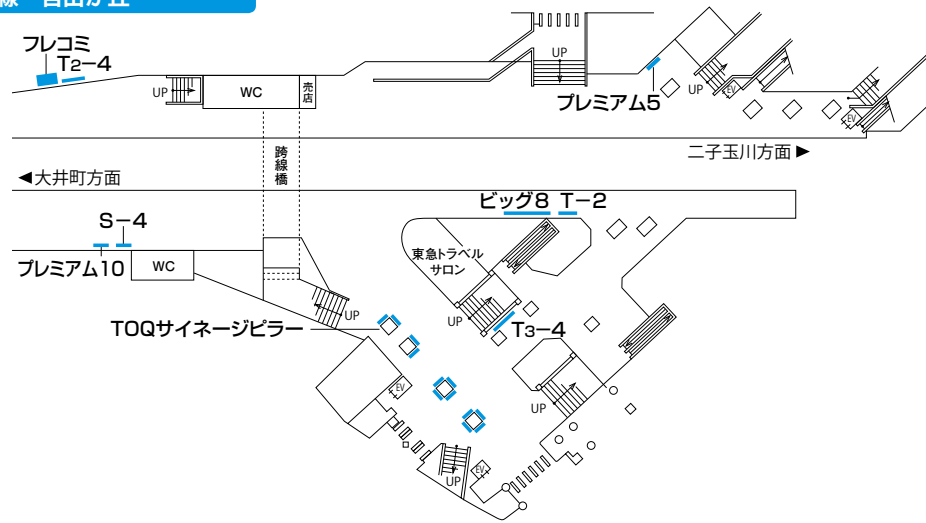 線 自由が丘
フレコミ
T2-4
UP
WC
売店
UP
プレミアム5
UP
EV
EV
跨線橋
二子玉川方面 ▶
◀ 大井町方面
S-4
プレミアム10
WC
ビッグ8
T-2
東急トラベル
サロン
UP
TOQサイネージピラー
UP
T3-4
EV
UP
UP
EV